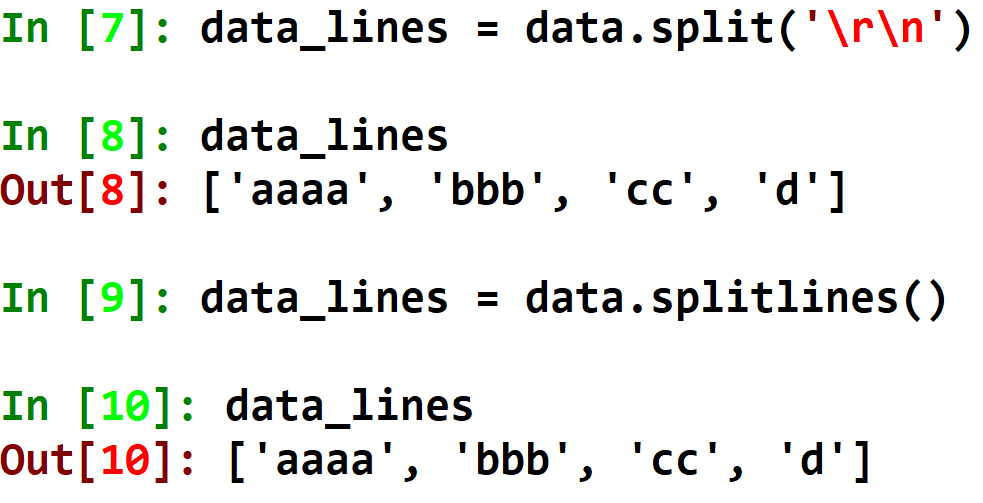 In [7]: data_lines = data.split('\r\n')
In [8]: data_lines
Out[8]: ['aaaa', 'bbb', 'cc', 'd']
In [9]: data_lines = data.splitlines()
In [10]: data_lines
Out[10]: ['aaaa', 'bbb', 'cc', 'd']